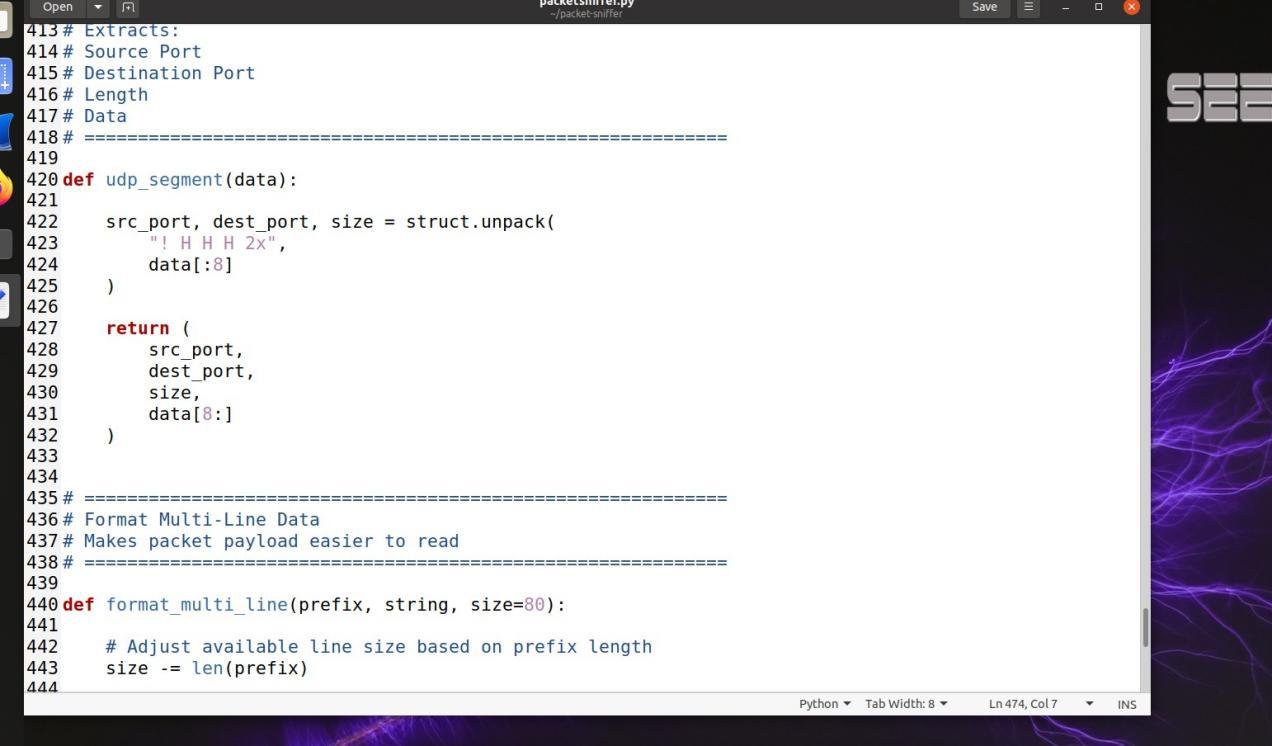 Open
packetsniffer.py
~/packet-sniffer
Save
413 # Extracts:
414 # Source Port
415 # Destination Port
416 # Length
417 # Data
418 # ============================================================
419
420 def udp_segment(data):
421
422     src_port, dest_port, size = struct.unpack(
423         "! H H H 2x",
424         data[:8]
425     )
426
427     return (
428         src_port,
429         dest_port,
430         size,
431         data[8:]
432     )
433
434
435 # ============================================================
436 # Format Multi-Line Data
437 # Makes packet payload easier to read
438 # ============================================================
439
440 def format_multi_line(prefix, string, size=80):
441
442     # Adjust available line size based on prefix length
443     size -= len(prefix)
444
Python Tab Width: 8 Ln 474, Col 7 INS
SEE